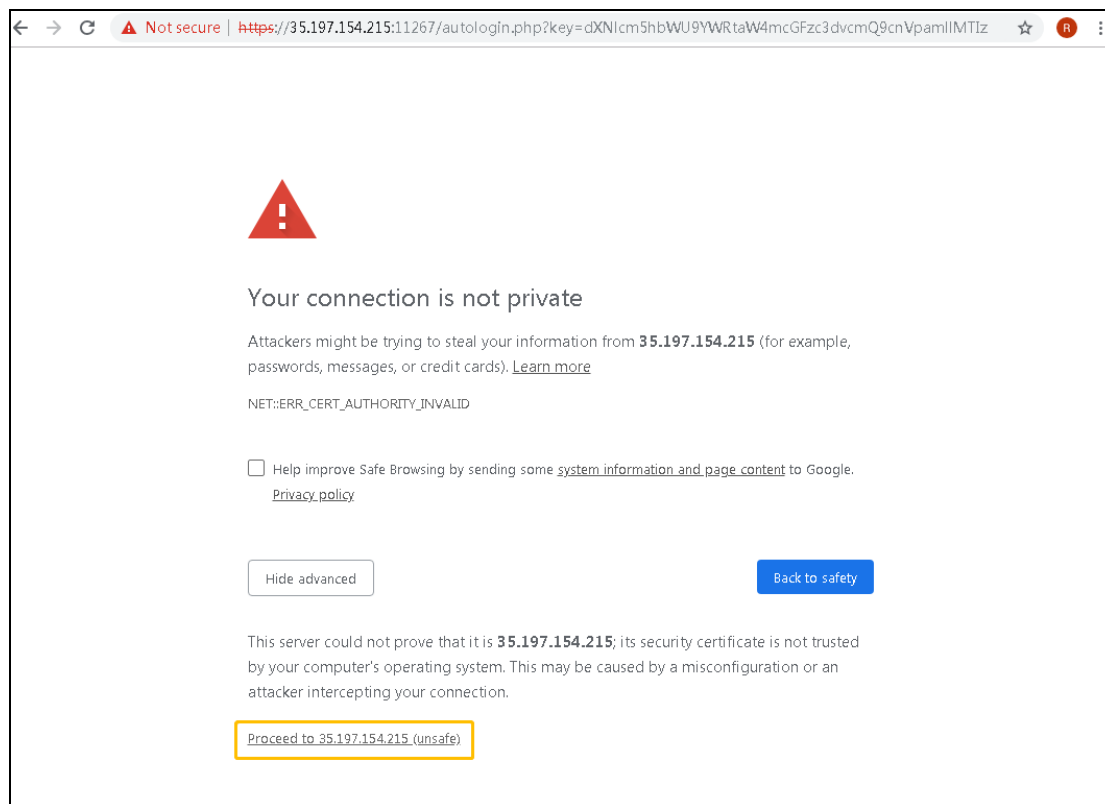 Not secure | https://35.197.154.215:11267/autologin.php?key=dXNlcm5hbWU9YWRtaW4mcGFzc3dvcmQ9cnVpamllMTIz R
Your connection is not private
Attackers might be trying to steal your information from 35.197.154.215 (for example,
passwords, messages, or credit cards). Learn more
NET::ERR_CERT_AUTHORITY_INVALID
Help improve Safe Browsing by sending some system information and page content to Google.
Privacy policy
Hide advanced Back to safety
This server could not prove that it is 35.197.154.215; its security certificate is not trusted
by your computer's operating system. This may be caused by a misconfiguration or an
attacker intercepting your connection.
Proceed to 35.197.154.215 (unsafe)